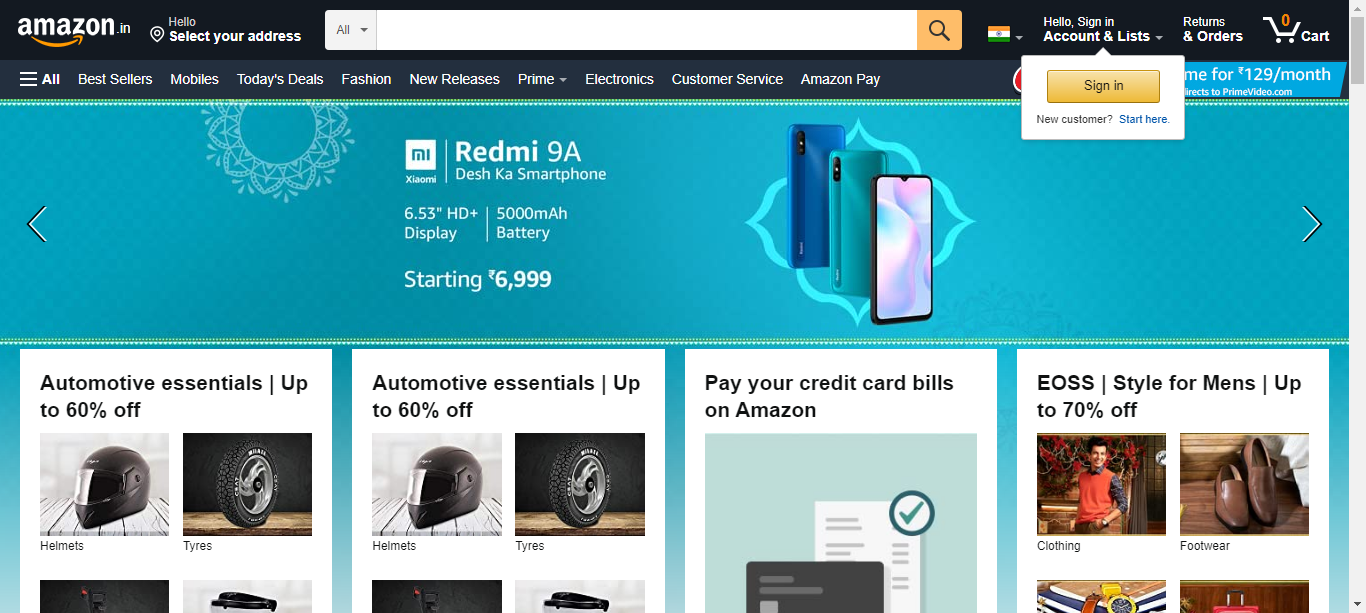 amazon.in
Hello
Select your address
All
Hello, Sign in
Account & Lists
Returns
& Orders
0
Cart
All
Best Sellers
Mobiles
Today's Deals
Fashion
New Releases
Prime
Electronics
Customer Service
Amazon Pay
me for ₹129/month
directs to PrimeVideo.com
Sign in
New customer? Start here.
mi
Xiaomi
Redmi 9A
Desh Ka Smartphone
6.53" HD+
Display
5000mAh
Battery
Starting ₹6,999
Automotive essentials | Up
to 60% off
Helmets
Tyres
Automotive essentials | Up
to 60% off
Helmets
Tyres
Pay your credit card bills
on Amazon
EOSS | Style for Mens | Up
to 70% off
Clothing
Footwear